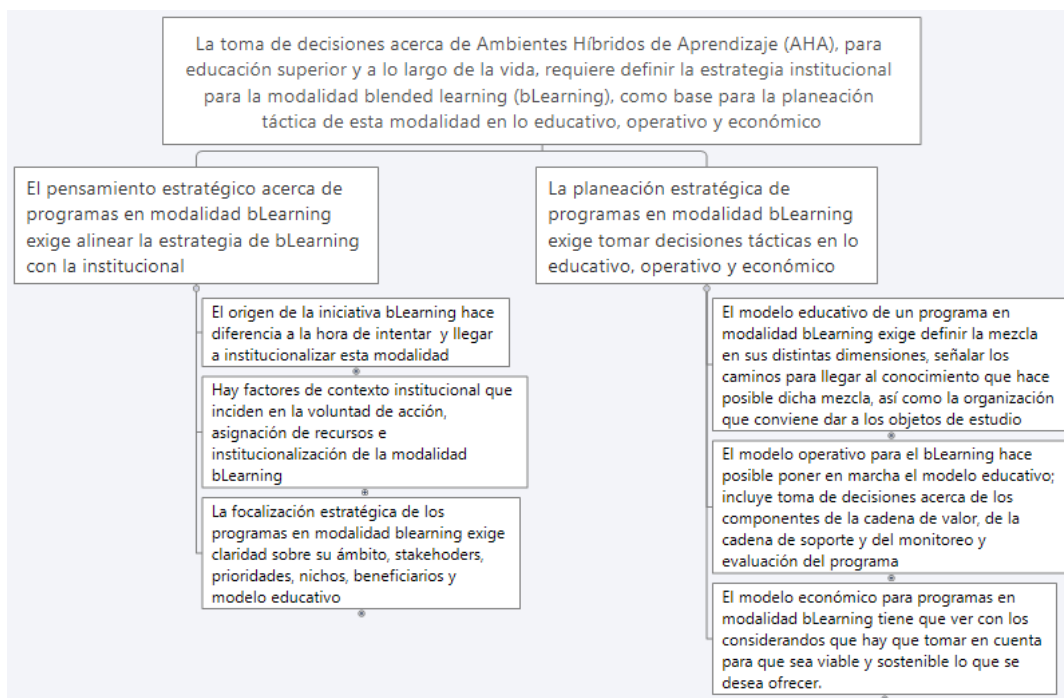 La toma de decisiones acerca de Ambientes Híbridos de Aprendizaje (AHA), para
educación superior y a lo largo de la vida, requiere definir la estrategia institucional
para la modalidad blended learning (bLearning), como base para la planeación
táctica de esta modalidad en lo educativo, operativo y económico
El pensamiento estratégico acerca de
programas en modalidad bLearning
exige alinear la estrategia de bLearning
con la institucional
El origen de la iniciativa bLearning hace
diferencia a la hora de intentar y llegar
a institucionalizar esta modalidad
Hay factores de contexto institucional que
inciden en la voluntad de acción,
asignación de recursos e
institucionalización de la modalidad
bLearning
La focalización estratégica de los
programas en modalidad blearning exige
claridad sobre su ámbito, stakehoders,
prioridades, nichos, beneficiarios y
modelo educativo
La planeación estratégica de
programas en modalidad bLearning
exige tomar decisiones tácticas en lo
educativo, operativo y económico
El modelo educativo de un programa en
modalidad bLearning exige definir la mezcla
en sus distintas dimensiones, señalar los
caminos para llegar al conocimiento que hace
posible dicha mezcla, así como la organización
que conviene dar a los objetos de estudio
El modelo operativo para el bLearning hace
posible poner en marcha el modelo educativo;
incluye toma de decisiones acerca de los
componentes de la cadena de valor, de la
cadena de soporte y del monitoreo y
evaluación del programa
El modelo económico para programas en
modalidad bLearning tiene que ver con los
considerandos que hay que tomar en cuenta
para que sea viable y sostenible lo que se
desea ofrecer.